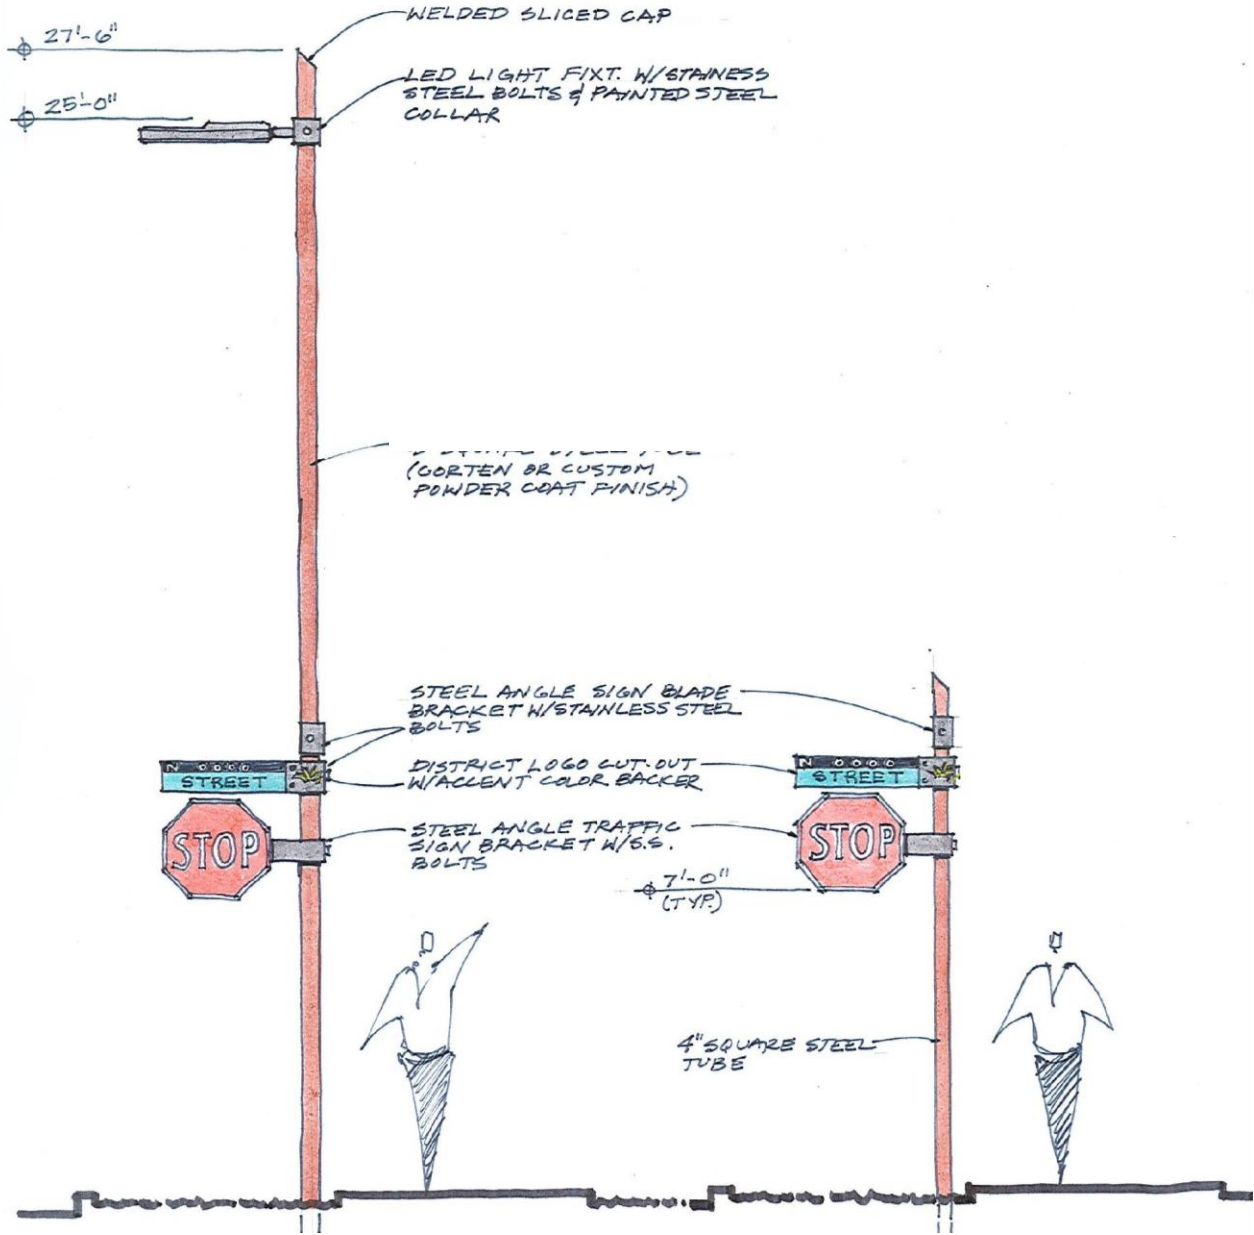 27'-6"
WELDED SLICED CAP
25'-0"
LED LIGHT FIXT. W/STAINESS
STEEL BOLTS & PAINTED STEEL
COLLAR
(CORTEN OR CUSTOM
POWDER COAT FINISH)
STEEL ANGLE SIGN BLADE
BRACKET W/STAINLESS STEEL
BOLTS
DISTRICT LOGO CUT-OUT
W/ACCENT COLOR BACKER
STEEL ANGLE TRAFFIC
SIGN BRACKET W/S.S.
BOLTS
N 0000
STREET
STOP
N 0000
STREET
STOP
7'-0"
(TYP.)
4" SQUARE STEEL
TUBE